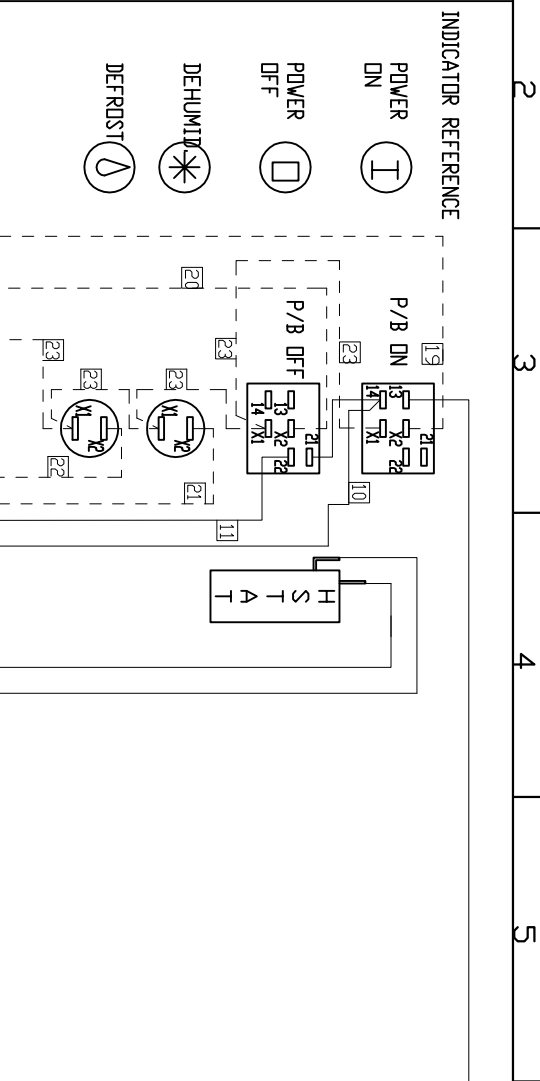 2
INDICATOR REFERENCE
POWER
ON
POWER
OFF
DEHUMID
DEFROST
3
P/B ON
19
13
14
21
X2
X1
22
23
P/B OFF
20
23
13
14
21
X2
X1
22
23
X1
X2
21
23
23
X1
X2
22
10
11
4
H STAT
5